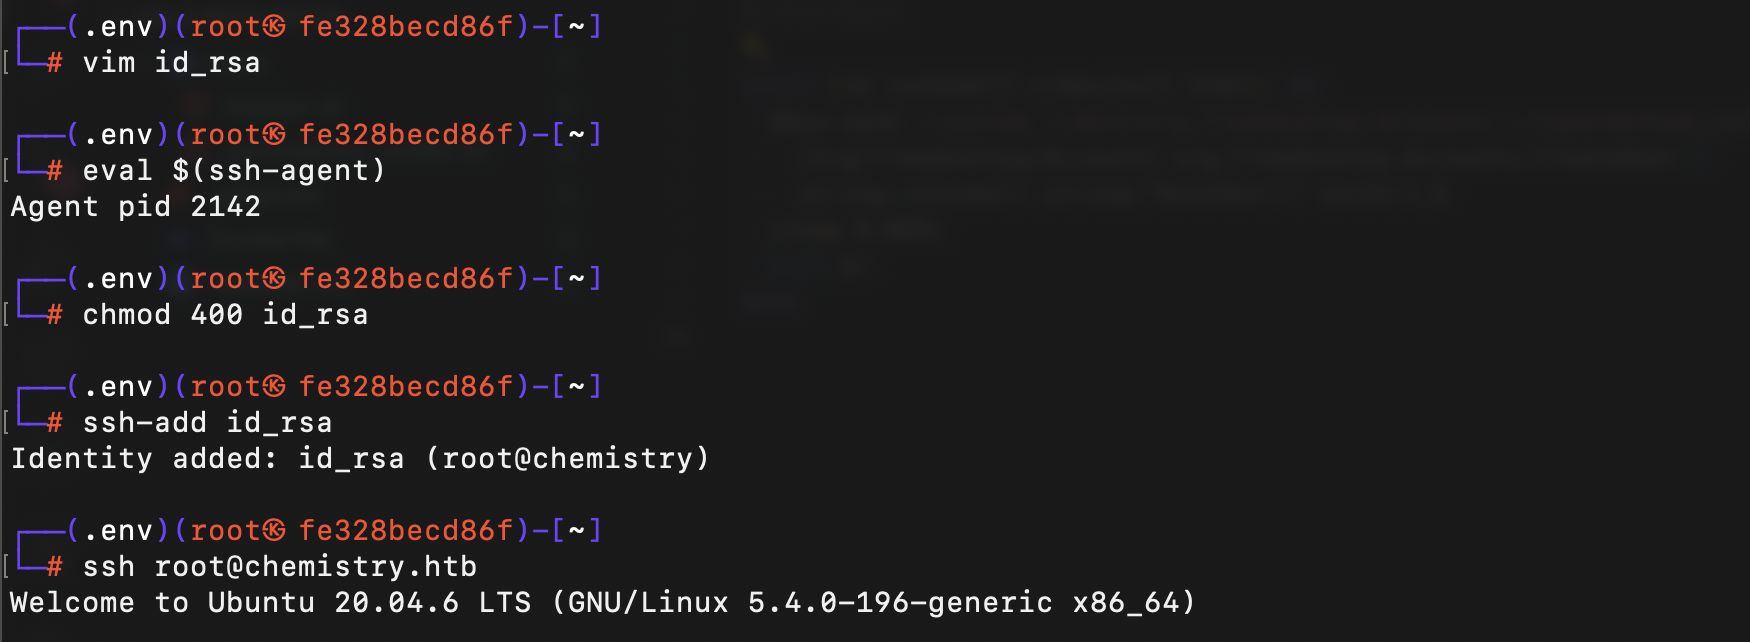 ┌──(.env)(root㉿fe328becd86f)-[~]
└─# vim id_rsa
┌──(.env)(root㉿fe328becd86f)-[~]
└─# eval $(ssh-agent)
Agent pid 2142
┌──(.env)(root㉿fe328becd86f)-[~]
└─# chmod 400 id_rsa
┌──(.env)(root㉿fe328becd86f)-[~]
└─# ssh-add id_rsa
Identity added: id_rsa (root@chemistry)
┌──(.env)(root㉿fe328becd86f)-[~]
└─# ssh root@chemistry.htb
Welcome to Ubuntu 20.04.6 LTS (GNU/Linux 5.4.0-196-generic x86_64)